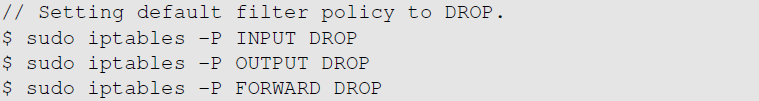 // Setting default filter policy to DROP.
$ sudo iptables -P INPUT DROP
$ sudo iptables -P OUTPUT DROP
$ sudo iptables -P FORWARD DROP